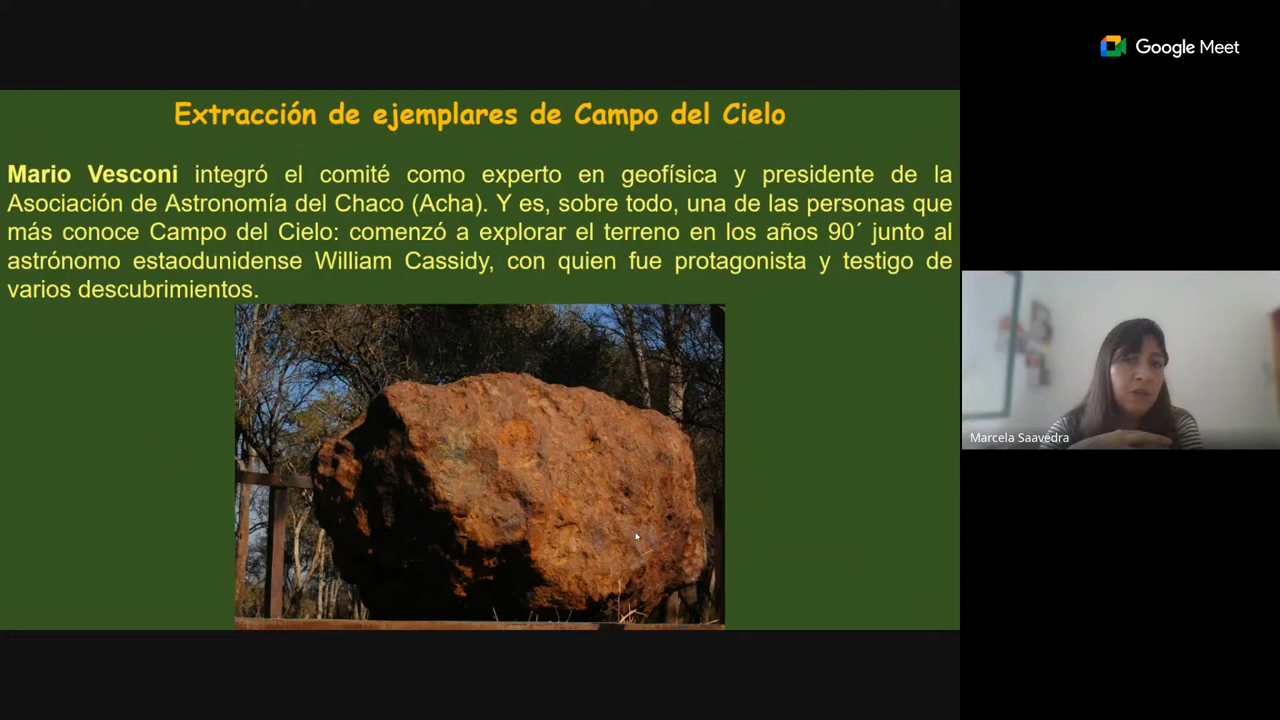 Google Meet
Extracción de ejemplares de Campo del Cielo
Mario Vesconi integró el comité como experto en geofísica y presidente de la
Asociación de Astronomía del Chaco (Acha). Y es, sobre todo, una de las personas que
más conoce Campo del Cielo: comenzó a explorar el terreno en los años 90´ junto al
astrónomo estaodunidense William Cassidy, con quien fue protagonista y testigo de
varios descubrimientos.
Marcela Saavedra